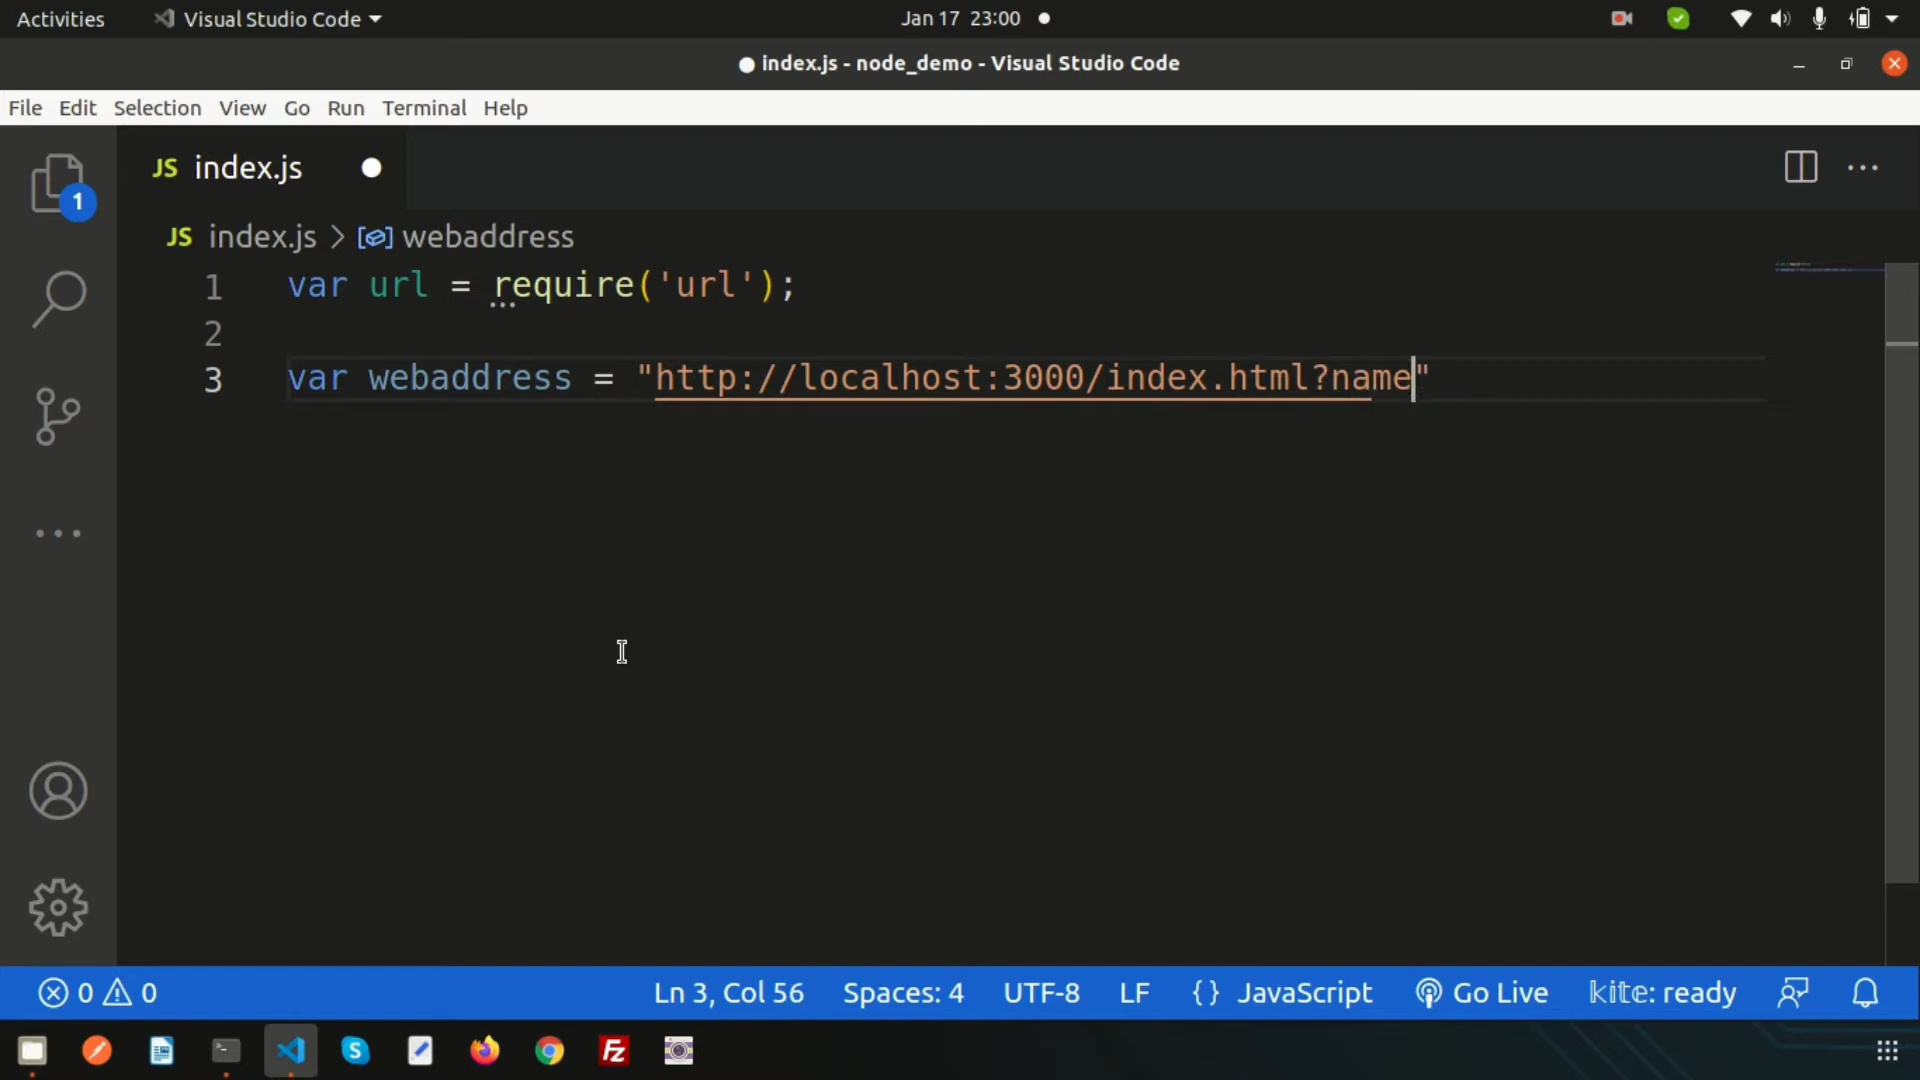 Activities Visual Studio Code Jan 17 23:00
index.js - node_demo - Visual Studio Code
File Edit Selection View Go Run Terminal Help
1 JS index.js
JS index.js > webaddress
1 var url = require('url');
2
3 var webaddress = "http://localhost:3000/index.html?name"
0 0 Ln 3, Col 56 Spaces: 4 UTF-8 LF {} JavaScript Go Live kite: ready
S Fz